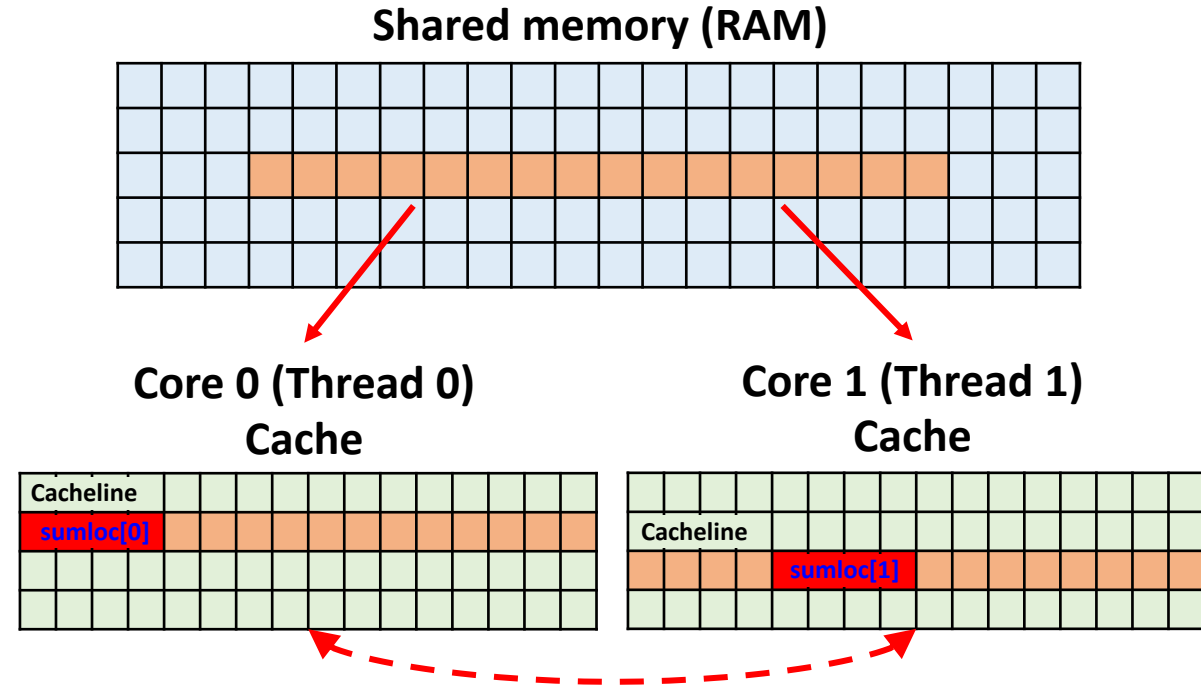 Shared memory (RAM)
Core 0 (Thread 0)
Cache
Core 1 (Thread 1)
Cache
Cacheline
sumloc[0]
Cacheline
sumloc[1]